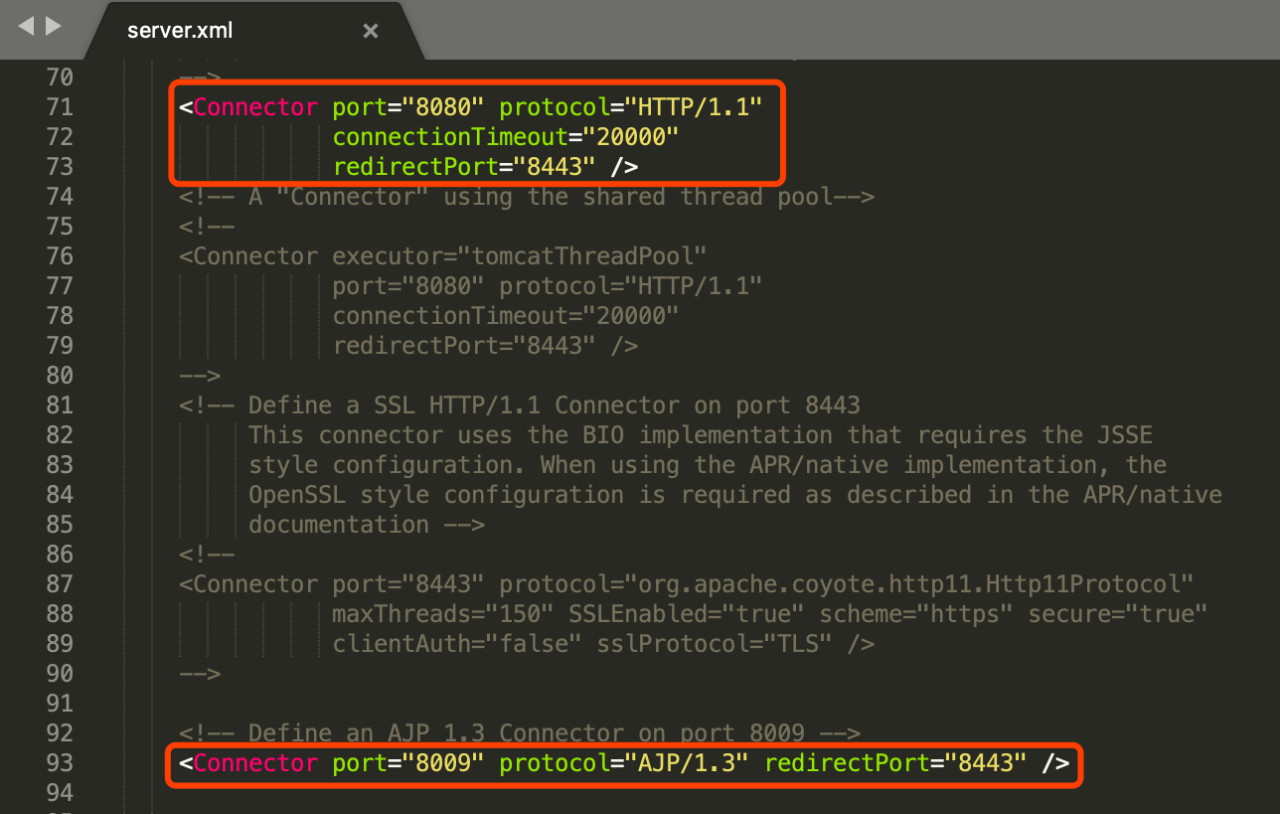 server.xml ×
70 -->
71 <Connector port="8080" protocol="HTTP/1.1"
72 connectionTimeout="20000"
73 redirectPort="8443" />
74 <!-- A "Connector" using the shared thread pool-->
75 <!--
76 <Connector executor="tomcatThreadPool"
77 port="8080" protocol="HTTP/1.1"
78 connectionTimeout="20000"
79 redirectPort="8443" />
80 -->
81 <!-- Define a SSL HTTP/1.1 Connector on port 8443
82 This connector uses the BIO implementation that requires the JSSE
83 style configuration. When using the APR/native implementation, the
84 OpenSSL style configuration is required as described in the APR/native
85 documentation -->
86 <!--
87 <Connector port="8443" protocol="org.apache.coyote.http11.Http11Protocol"
88 maxThreads="150" SSLEnabled="true" scheme="https" secure="true"
89 clientAuth="false" sslProtocol="TLS" />
90 -->
91
92 <!-- Define an AJP 1.3 Connector on port 8009 -->
93 <Connector port="8009" protocol="AJP/1.3" redirectPort="8443" />
94